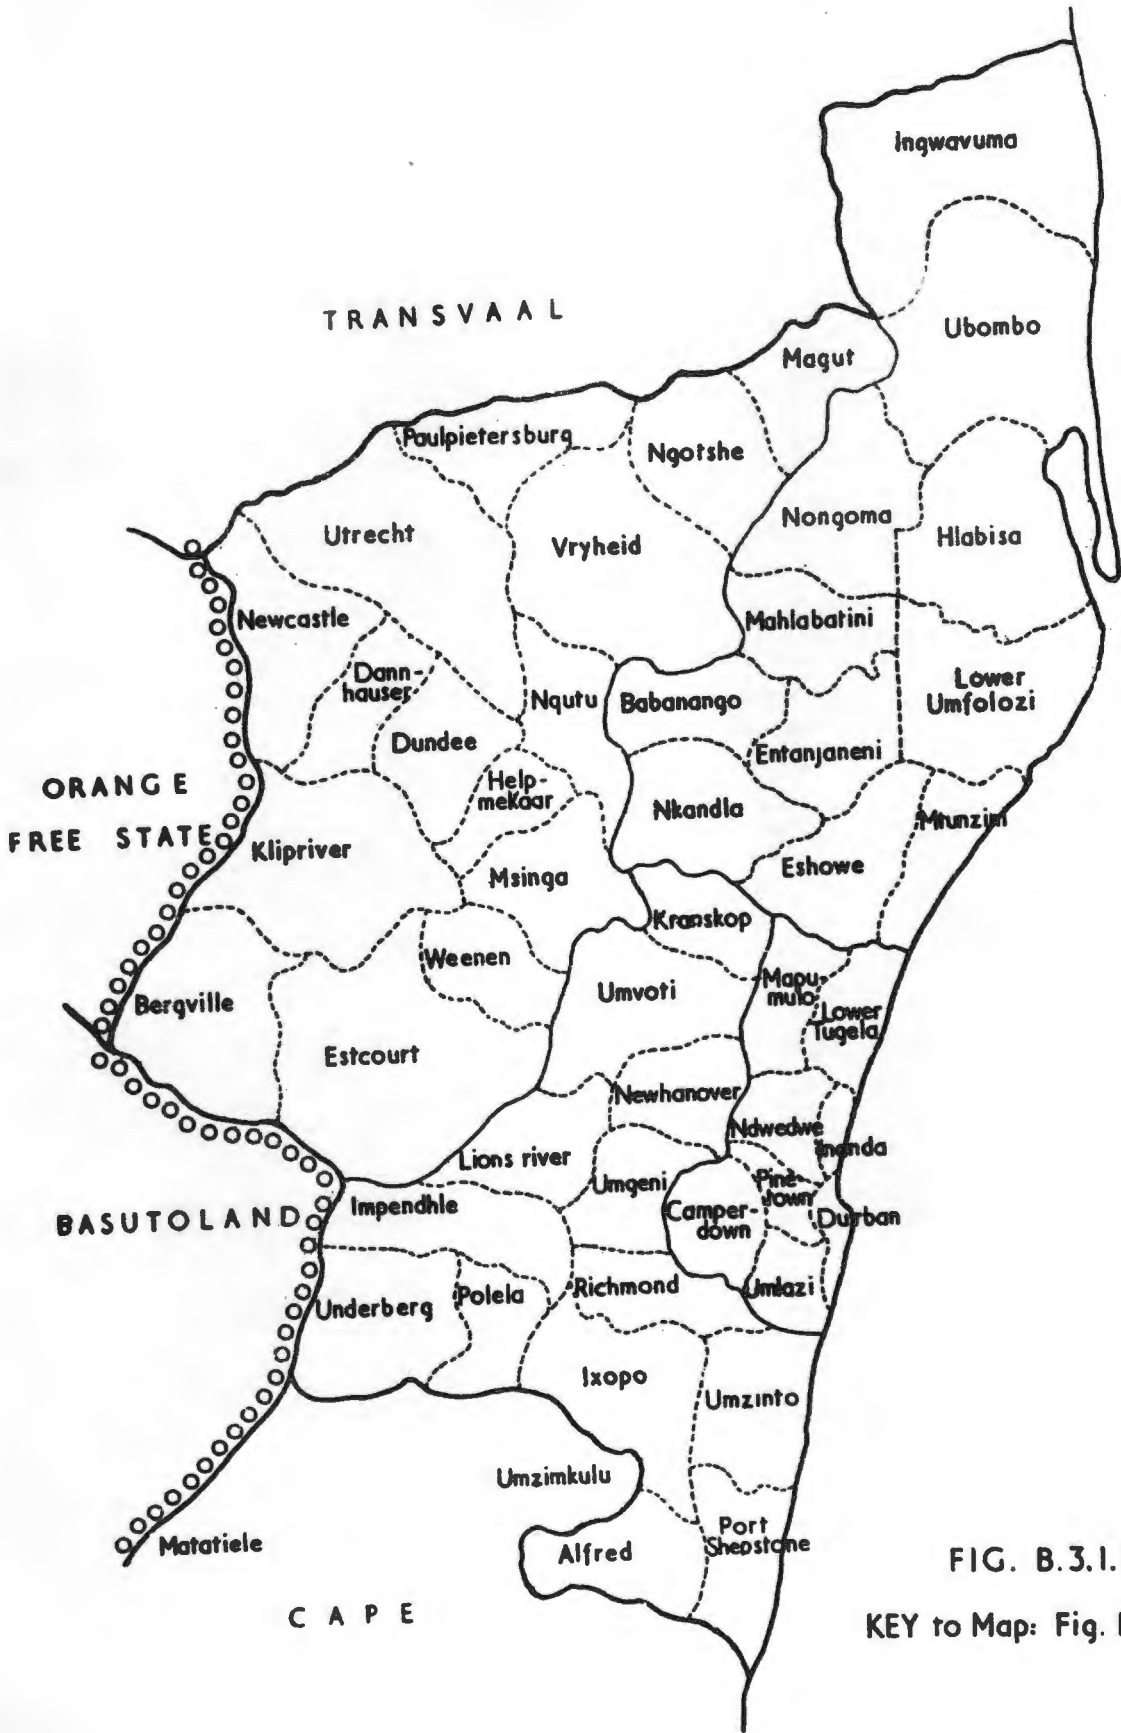 Ingwavuma
TRANSVAAL
Ubombo
Magut
Paulpietersburg
Ngotshe
Nongoma
Utrecht
Vryheid
Hlabisa
Newcastle
Mahlabatini
Dann-
hauser
Nqutu
Babanango
Lower
Umfolozi
Dundee
Entanjaneni
Help-
mekaar
ORANGE
FREE STATE
Nkandla
Mtunzini
Klipriver
Msinga
Eshowe
Kranskop
Weenen
Bergville
Umvoti
Mapu-
mulo
Lower
Tugela
Estcourt
Newhanover
Ndwedwe
Inanda
Lions river
Umgeni
Pine-
town
Impendhle
BASUTOLAND
Camper-
down
Durban
Underberg
Polela
Richmond
Umlazi
Ixopo
Umzinto
Umzimkulu
Port
Shepstone
Matatiele
Alfred
CAPE
FIG. B.3.1.
KEY to Map: Fig.